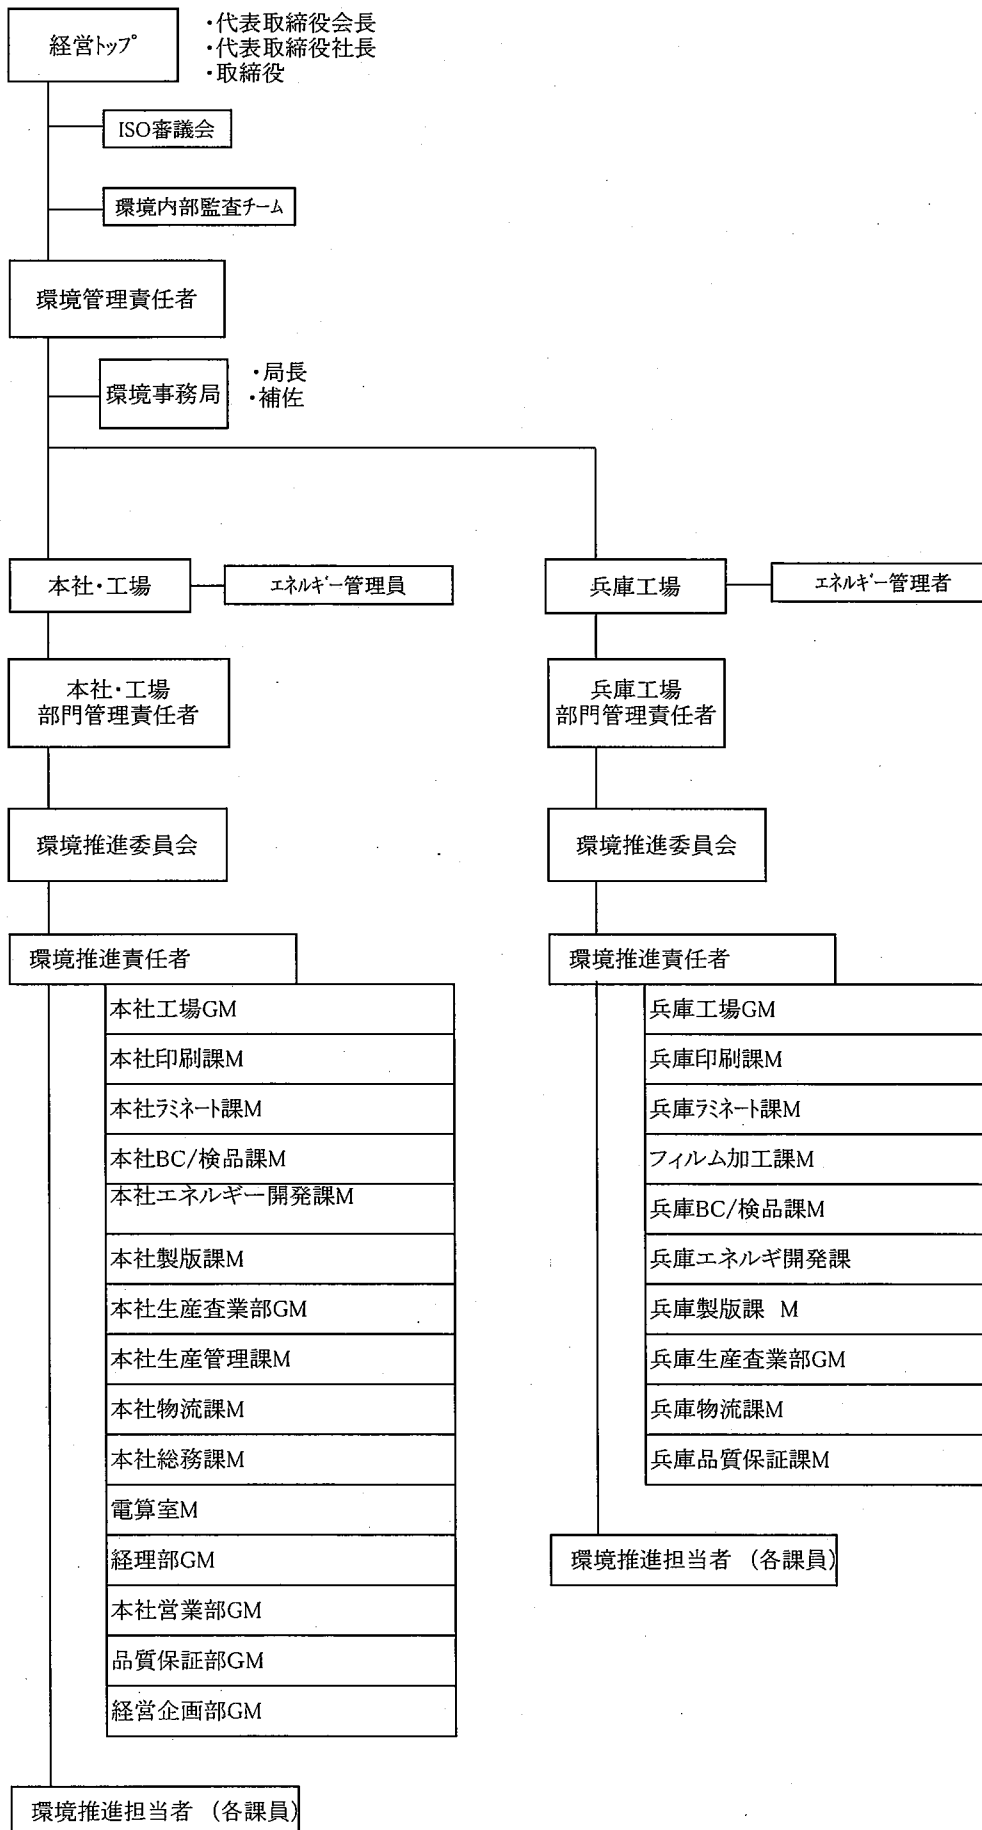 経営トップ
・代表取締役会長
・代表取締役社長
・取締役
ISO審議会
環境内部監査チーム
環境管理責任者
環境事務局
・局長
・補佐
本社・工場
エネルギー管理員
兵庫工場
エネルギー管理者
本社・工場
部門管理責任者
兵庫工場
部門管理責任者
環境推進委員会
環境推進委員会
環境推進責任者
本社工場GM
本社印刷課M
本社ラミネート課M
本社BC/検品課M
本社エネルギー開発課M
本社製版課M
本社生産査業部GM
本社生産管理課M
本社物流課M
本社総務課M
電算室M
経理部GM
本社営業部GM
品質保証部GM
経営企画部GM
環境推進担当者 (各課員)
環境推進責任者
兵庫工場GM
兵庫印刷課M
兵庫ラミネート課M
フィルム加工課M
兵庫BC/検品課M
兵庫エネルギ開発課
兵庫製版課 M
兵庫生産査業部GM
兵庫物流課M
兵庫品質保証課M
環境推進担当者 (各課員)